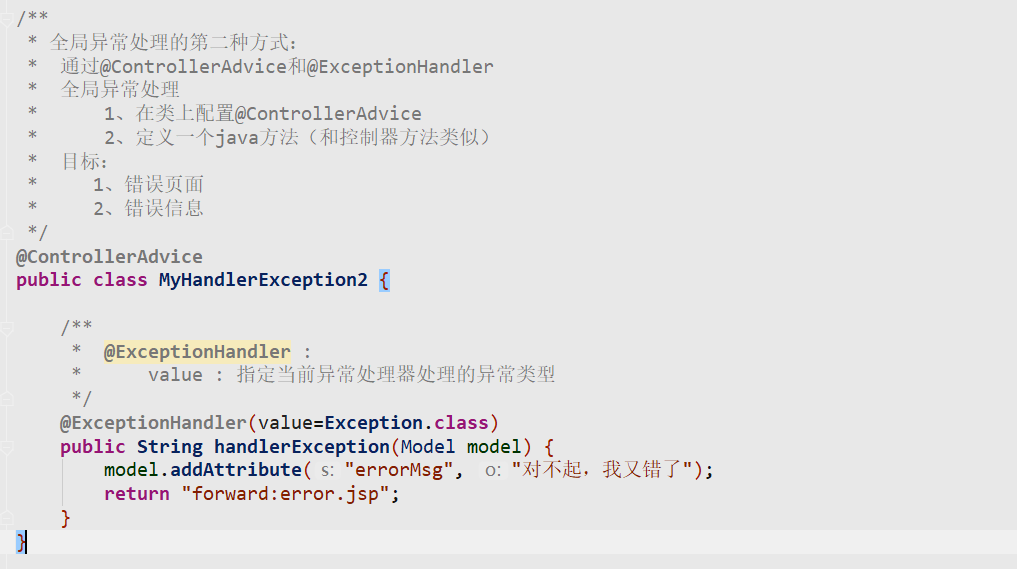 /**
 * 全局异常处理的第二种方式：
 *  通过@ControllerAdvice和@ExceptionHandler
 *  全局异常处理
 *      1、在类上配置@ControllerAdvice
 *      2、定义一个java方法（和控制器方法类似）
 *  目标：
 *     1、错误页面
 *     2、错误信息
 */
@ControllerAdvice
public class MyHandlerException2 {
    /**
     *  @ExceptionHandler :
     *      value : 指定当前异常处理器处理的异常类型
     */
    @ExceptionHandler(value=Exception.class)
    public String handlerException(Model model) {
        model.addAttribute( s: "errorMsg",  o: "对不起，我又错了");
        return "forward:error.jsp";
    }
}